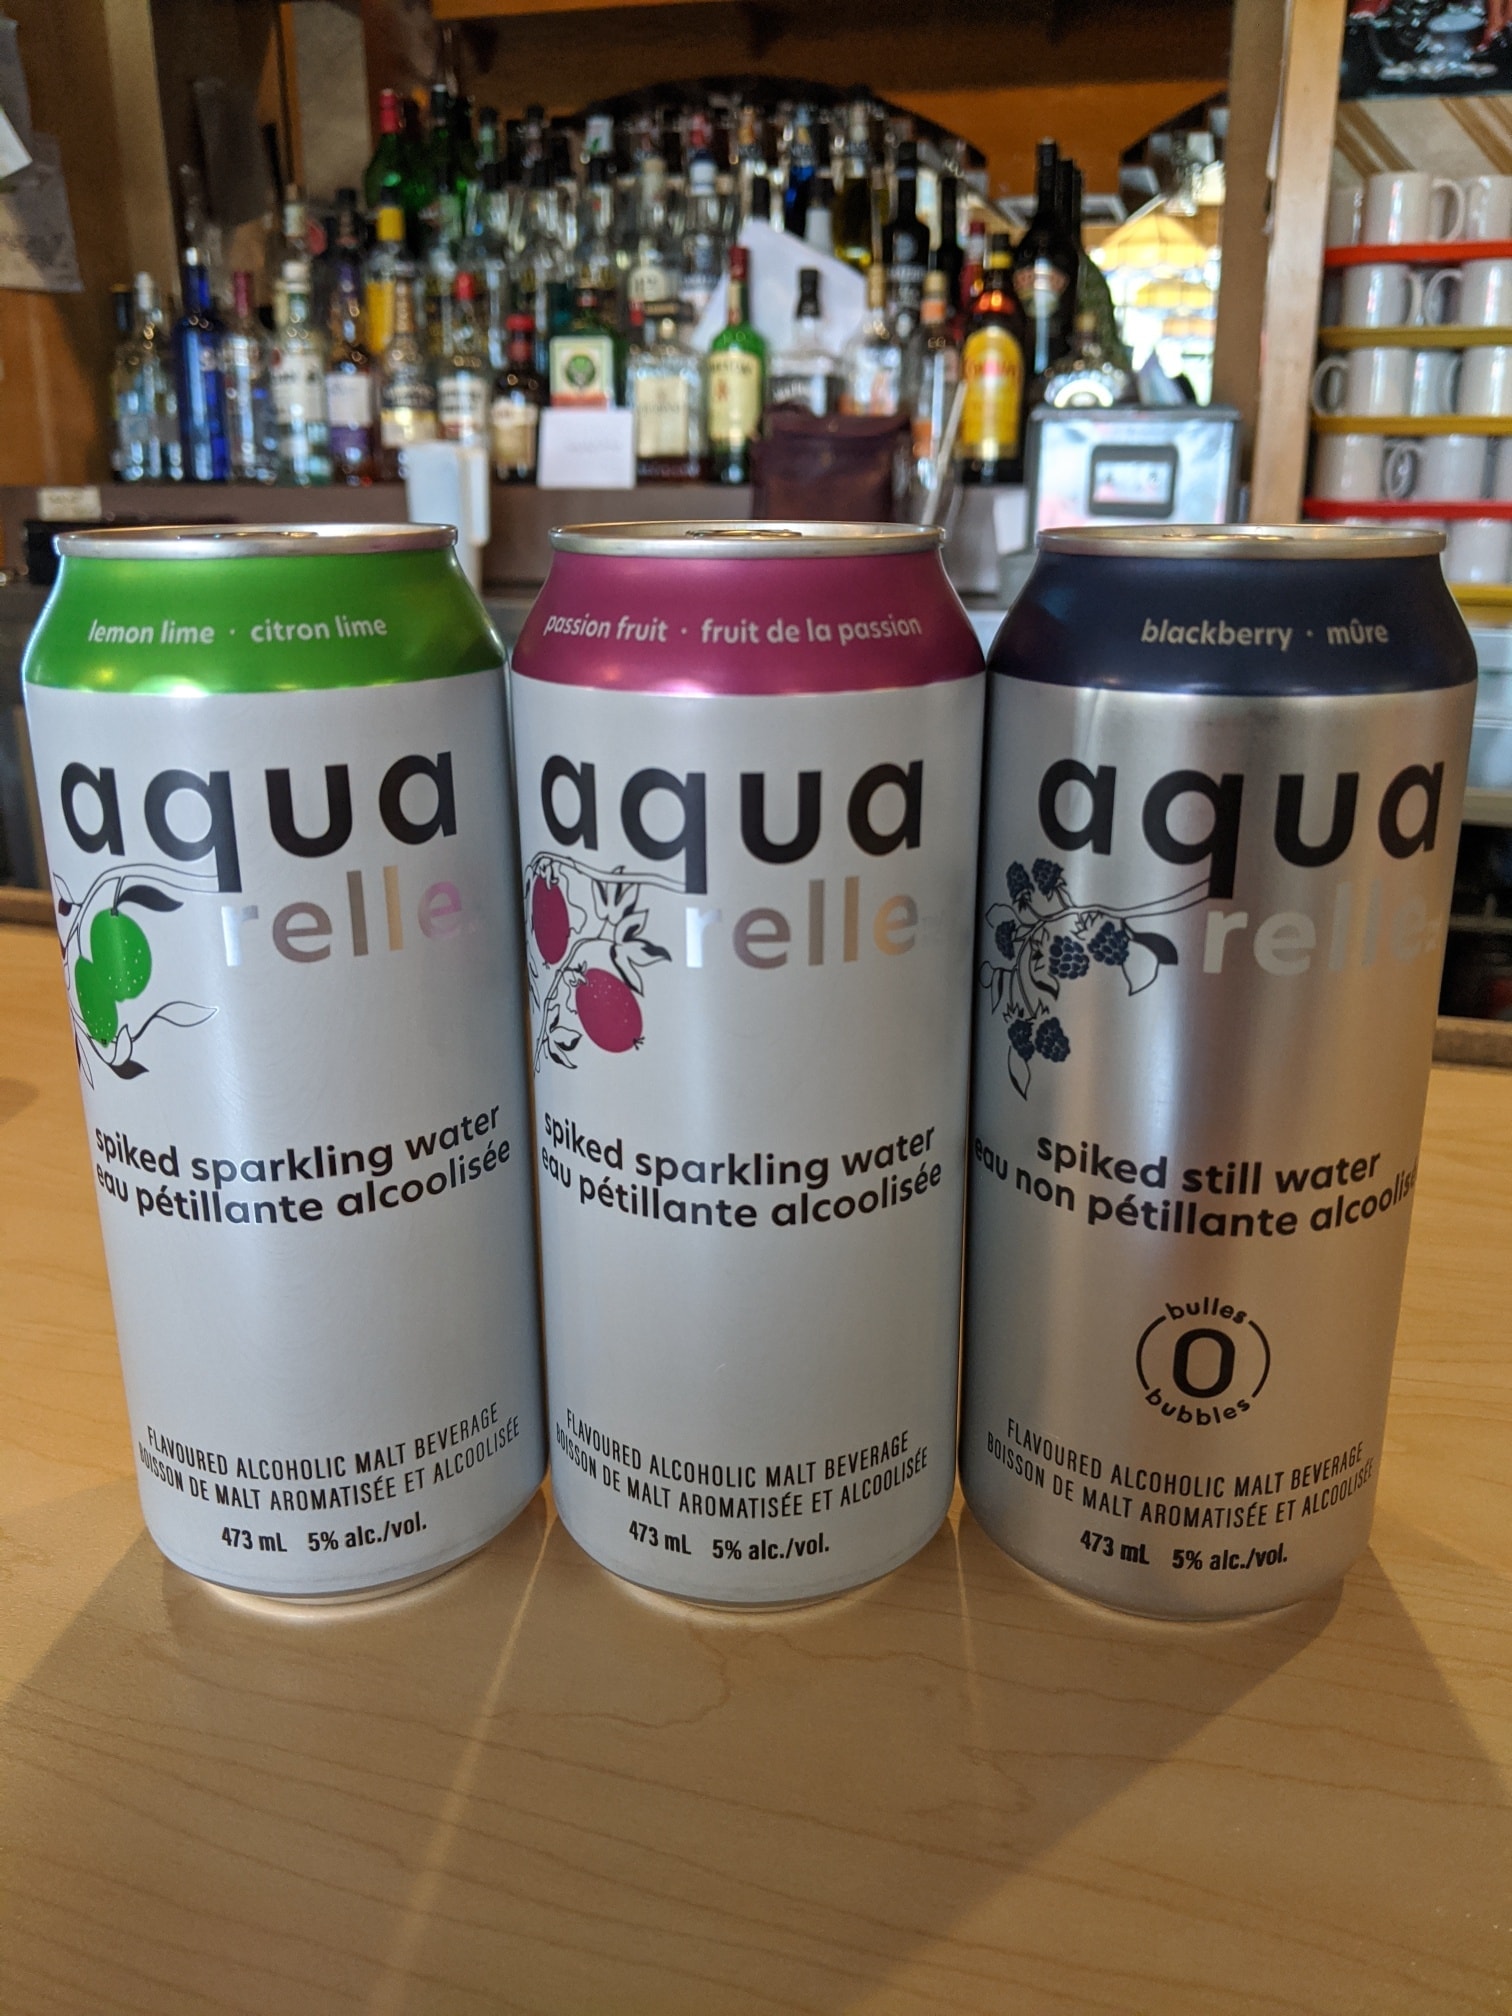 lemon lime · citron lime
aqua
relle
spiked sparkling water
eau pétillante alcoolisée
FLAVOURED ALCOHOLIC MALT BEVERAGE
BOISSON DE MALT AROMATISÉE ET ALCOOLISÉE
473 mL 5% alc./vol.
passion fruit · fruit de la passion
aqua
relle
spiked sparkling water
eau pétillante alcoolisée
FLAVOURED ALCOHOLIC MALT BEVERAGE
BOISSON DE MALT AROMATISÉE ET ALCOOLISÉE
473 mL 5% alc./vol.
blackberry · mûre
aqua
relle
spiked still water
eau non pétillante alcoolisé
bulles
0
bubbles
FLAVOURED ALCOHOLIC MALT BEVERAGE
BOISSON DE MALT AROMATISÉE ET ALCOOLISÉE
473 mL 5% alc./vol.